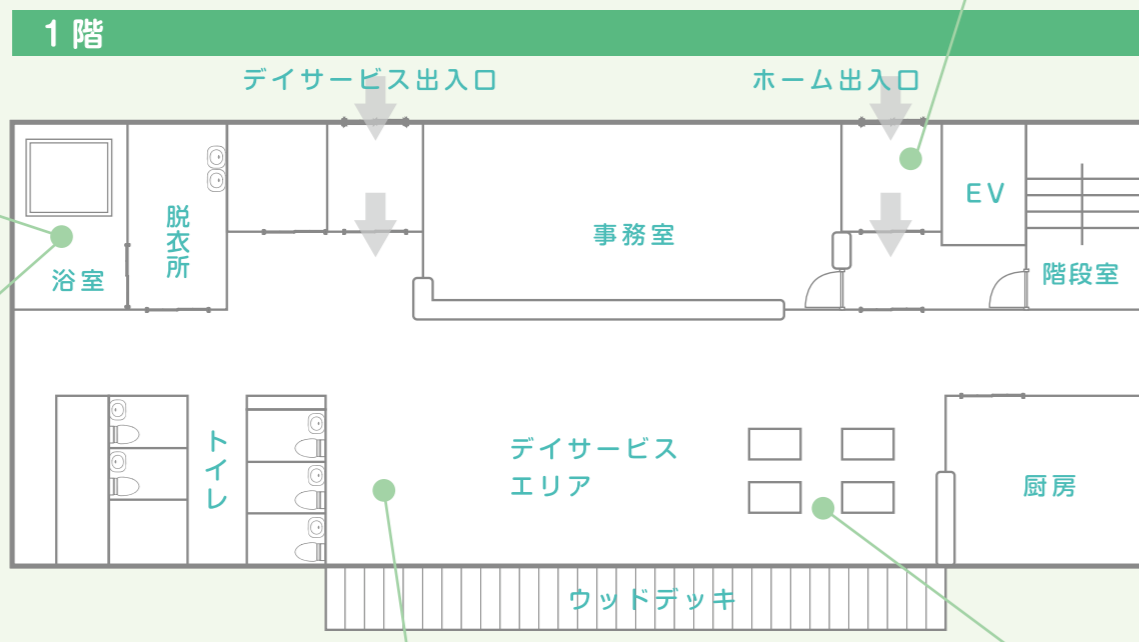 1階
デイサービス出入口
ホーム出入口
EV
脱衣所
事務室
浴室
階段室
トイレ
デイサービス
エリア
厨房
ウッドデッキ